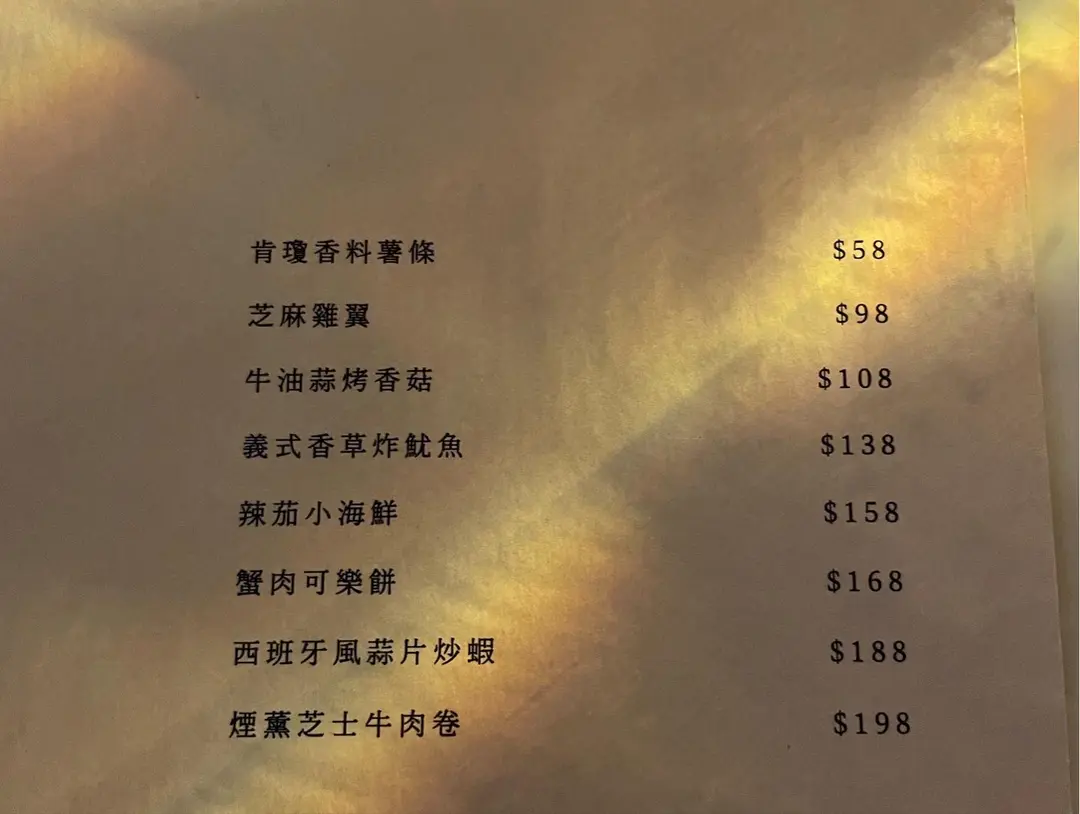 肯瓊香料薯條 $58
芝麻雞翼 $98
牛油蒜烤香菇 $108
義式香草炸魷魚 $138
辣茄小海鮮 $158
蟹肉可樂餅 $168
西班牙風蒜片炒蝦 $188
煙薰芝士牛肉卷 $198